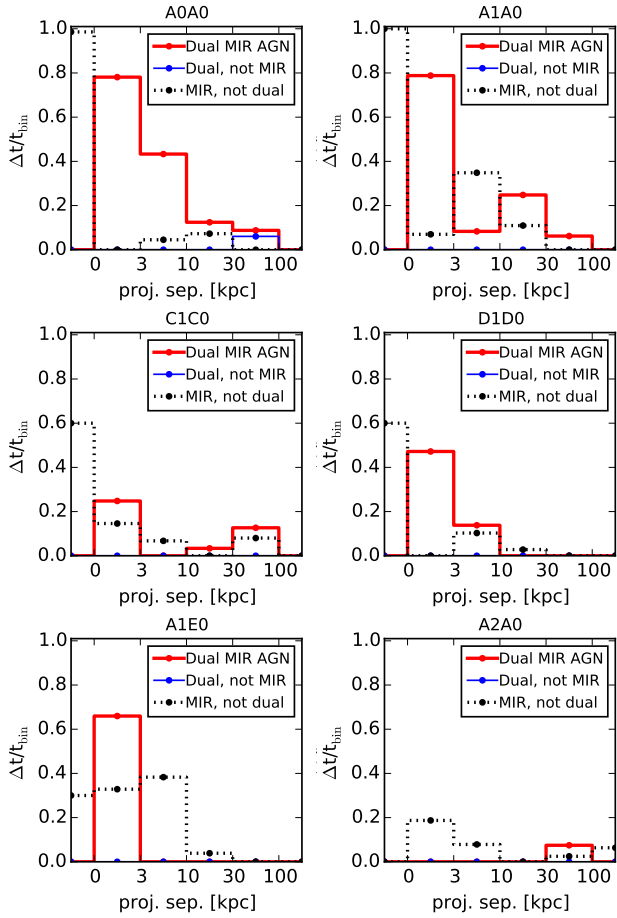 A0A0
Δt/t_bin
1.0
0.8
0.6
0.4
0.2
0.0
Dual MIR AGN
Dual, not MIR
MIR, not dual
0 3 10 30 100
proj. sep. [kpc]
A1A0
Δt/t_bin
1.0
0.8
0.6
0.4
0.2
0.0
Dual MIR AGN
Dual, not MIR
MIR, not dual
0 3 10 30 100
proj. sep. [kpc]
C1C0
Δt/t_bin
1.0
0.8
0.6
0.4
0.2
0.0
Dual MIR AGN
Dual, not MIR
MIR, not dual
0 3 10 30 100
proj. sep. [kpc]
D1D0
Δt/t_bin
1.0
0.8
0.6
0.4
0.2
0.0
Dual MIR AGN
Dual, not MIR
MIR, not dual
0 3 10 30 100
proj. sep. [kpc]
A1E0
Δt/t_bin
1.0
0.8
0.6
0.4
0.2
0.0
Dual MIR AGN
Dual, not MIR
MIR, not dual
0 3 10 30 100
proj. sep. [kpc]
A2A0
Δt/t_bin
1.0
0.8
0.6
0.4
0.2
0.0
Dual MIR AGN
Dual, not MIR
MIR, not dual
0 3 10 30 100
proj. sep. [kpc]